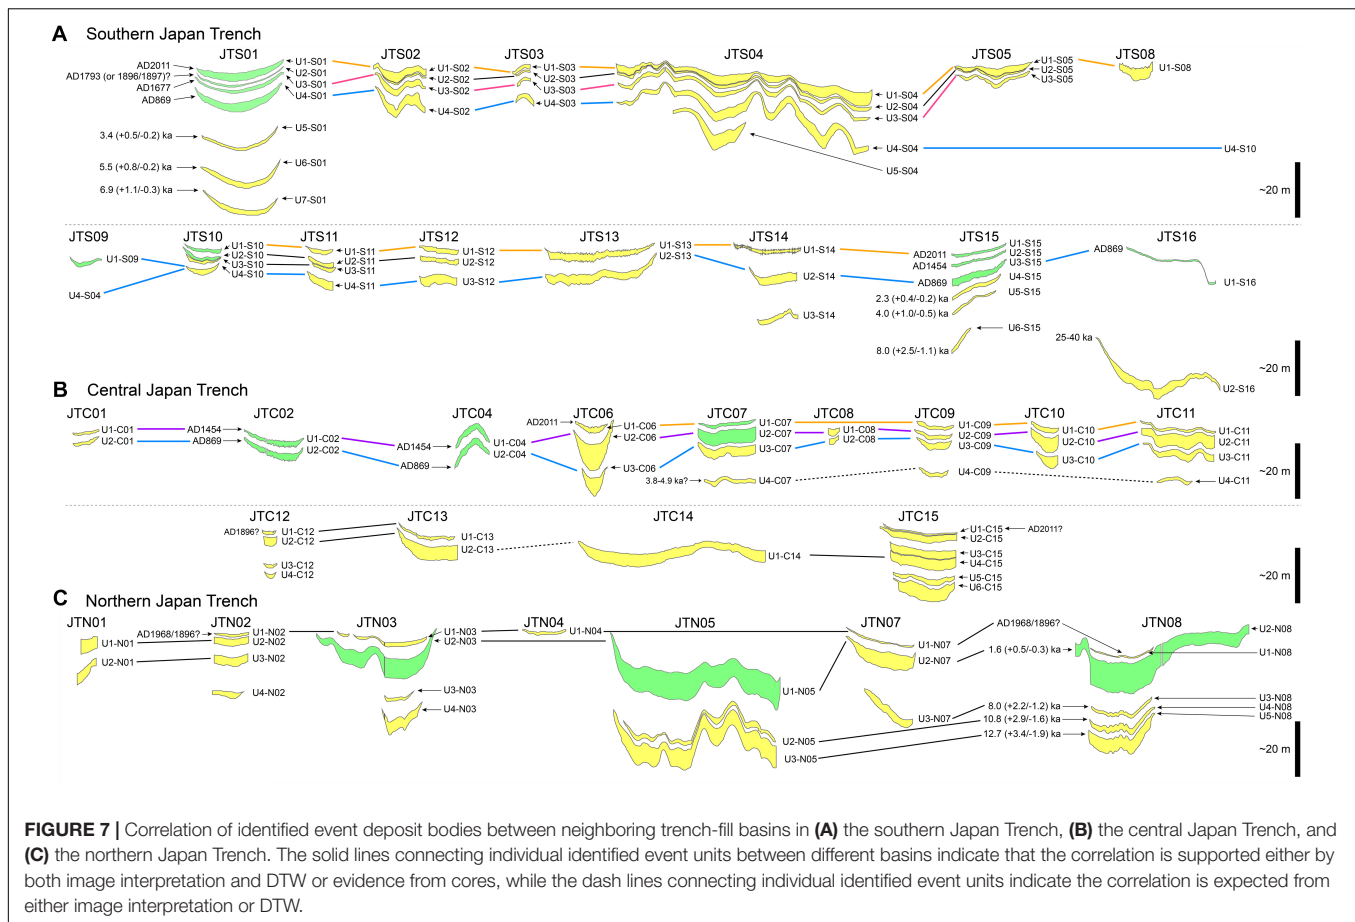 A Southern Japan Trench
JTS01 JTS02 JTS03 JTS04 JTS05 JTS08
AD2011
AD1793 (or 1896/1897)?
AD1677
AD869
3.4 (+0.5/-0.2) ka
5.5 (+0.8/-0.2) ka
6.9 (+1.1/-0.3) ka
U1-S01
U2-S01
U3-S01
U4-S01
U5-S01
U6-S01
U7-S01
U1-S02
U2-S02
U3-S02
U4-S02
U1-S03
U2-S03
U3-S03
U4-S03
U1-S04
U2-S04
U3-S04
U4-S04
U5-S04
U1-S05
U2-S05
U3-S05
U1-S08
U4-S10
~20 m
JTS09 JTS10 JTS11 JTS12 JTS13 JTS14 JTS15 JTS16
U1-S09
U4-S04
U1-S10
U2-S10
U3-S10
U4-S10
U1-S11
U2-S11
U3-S11
U4-S11
U1-S12
U2-S12
U3-S12
U1-S13
U2-S13
U1-S14
U2-S14
U3-S14
AD2011
AD1454
AD869
2.3 (+0.4/-0.2) ka
4.0 (+1.0/-0.5) ka
8.0 (+2.5/-1.1) ka
U1-S15
U2-S15
U3-S15
U4-S15
U5-S15
U6-S15
AD869
25-40 ka
U1-S16
U2-S16
~20 m
B Central Japan Trench
JTC01 JTC02 JTC04 JTC06 JTC07 JTC08 JTC09 JTC10 JTC11
U1-C01
U2-C01
AD1454
AD869
U1-C02
U2-C02
AD1454
AD869
U1-C04
U2-C04
AD2011
U1-C06
U2-C06
U3-C06
3.8-4.9 ka?
U1-C07
U2-C07
U3-C07
U4-C07
U1-C08
U2-C08
U1-C09
U2-C09
U3-C09
U4-C09
U1-C10
U2-C10
U3-C10
U1-C11
U2-C11
U3-C11
U4-C11
~20 m
JTC12 JTC13 JTC14 JTC15
AD1896?
U1-C12
U2-C12
U3-C12
U4-C12
U1-C13
U2-C13
U1-C14
U1-C15
U2-C15
U3-C15
U4-C15
U5-C15
U6-C15
AD2011?
~20 m
C Northern Japan Trench
JTN01 JTN02 JTN03 JTN04 JTN05 JTN07 JTN08
U1-N01
U2-N01
AD1968/1896?
U1-N02
U2-N02
U3-N02
U4-N02
U1-N03
U2-N03
U3-N03
U4-N03
U1-N04
U1-N05
U2-N05
U3-N05
U1-N07
U2-N07
U3-N07
AD1968/1896?
1.6 (+0.5/-0.3) ka
8.0 (+2.2/-1.2) ka
10.8 (+2.9/-1.6) ka
12.7 (+3.4/-1.9) ka
U2-N08
U1-N08
U3-N08
U4-N08
U5-N08
~20 m
FIGURE 7 | Correlation of identified event deposit bodies between neighboring trench-fill basins in (A) the southern Japan Trench, (B) the central Japan Trench, and
(C) the northern Japan Trench. The solid lines connecting individual identified event units between different basins indicate that the correlation is supported either by
both image interpretation and DTW or evidence from cores, while the dash lines connecting individual identified event units indicate the correlation is expected from
either image interpretation or DTW.